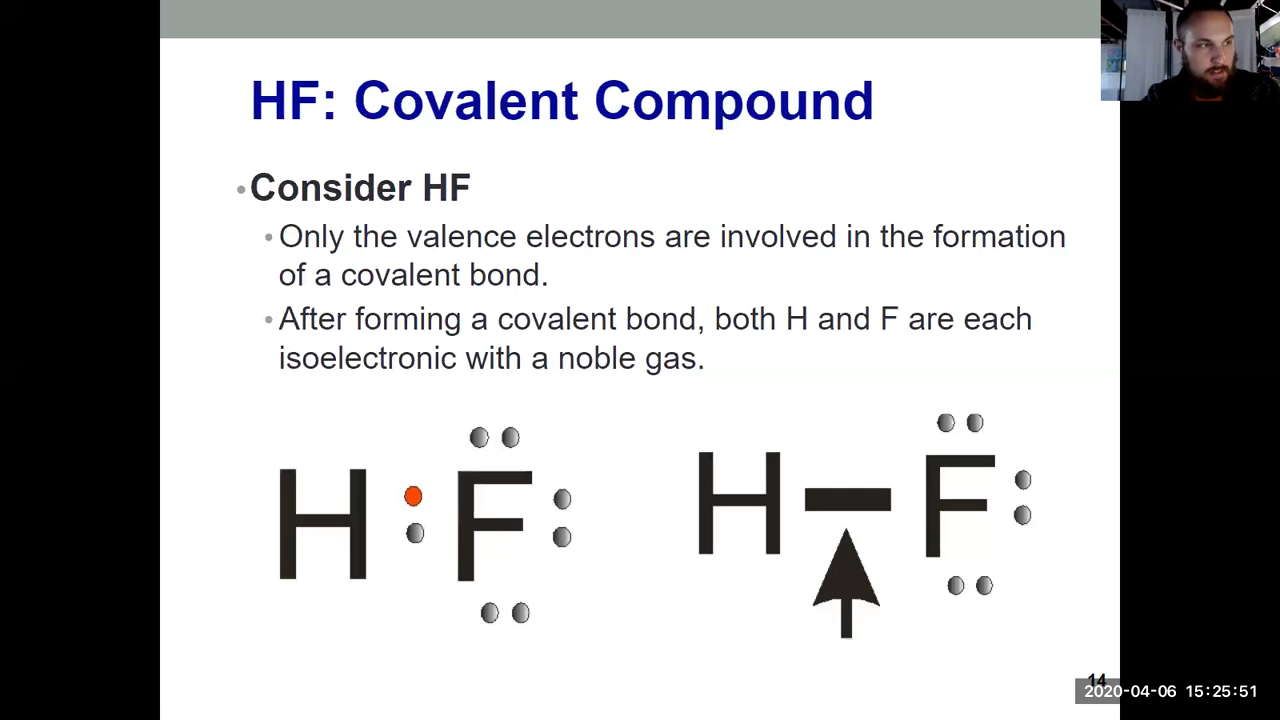 HF: Covalent Compound
•Consider HF
•Only the valence electrons are involved in the formation
of a covalent bond.
•After forming a covalent bond, both H and F are each
isoelectronic with a noble gas.
H F H F
14
2020-04-06 15:25:51